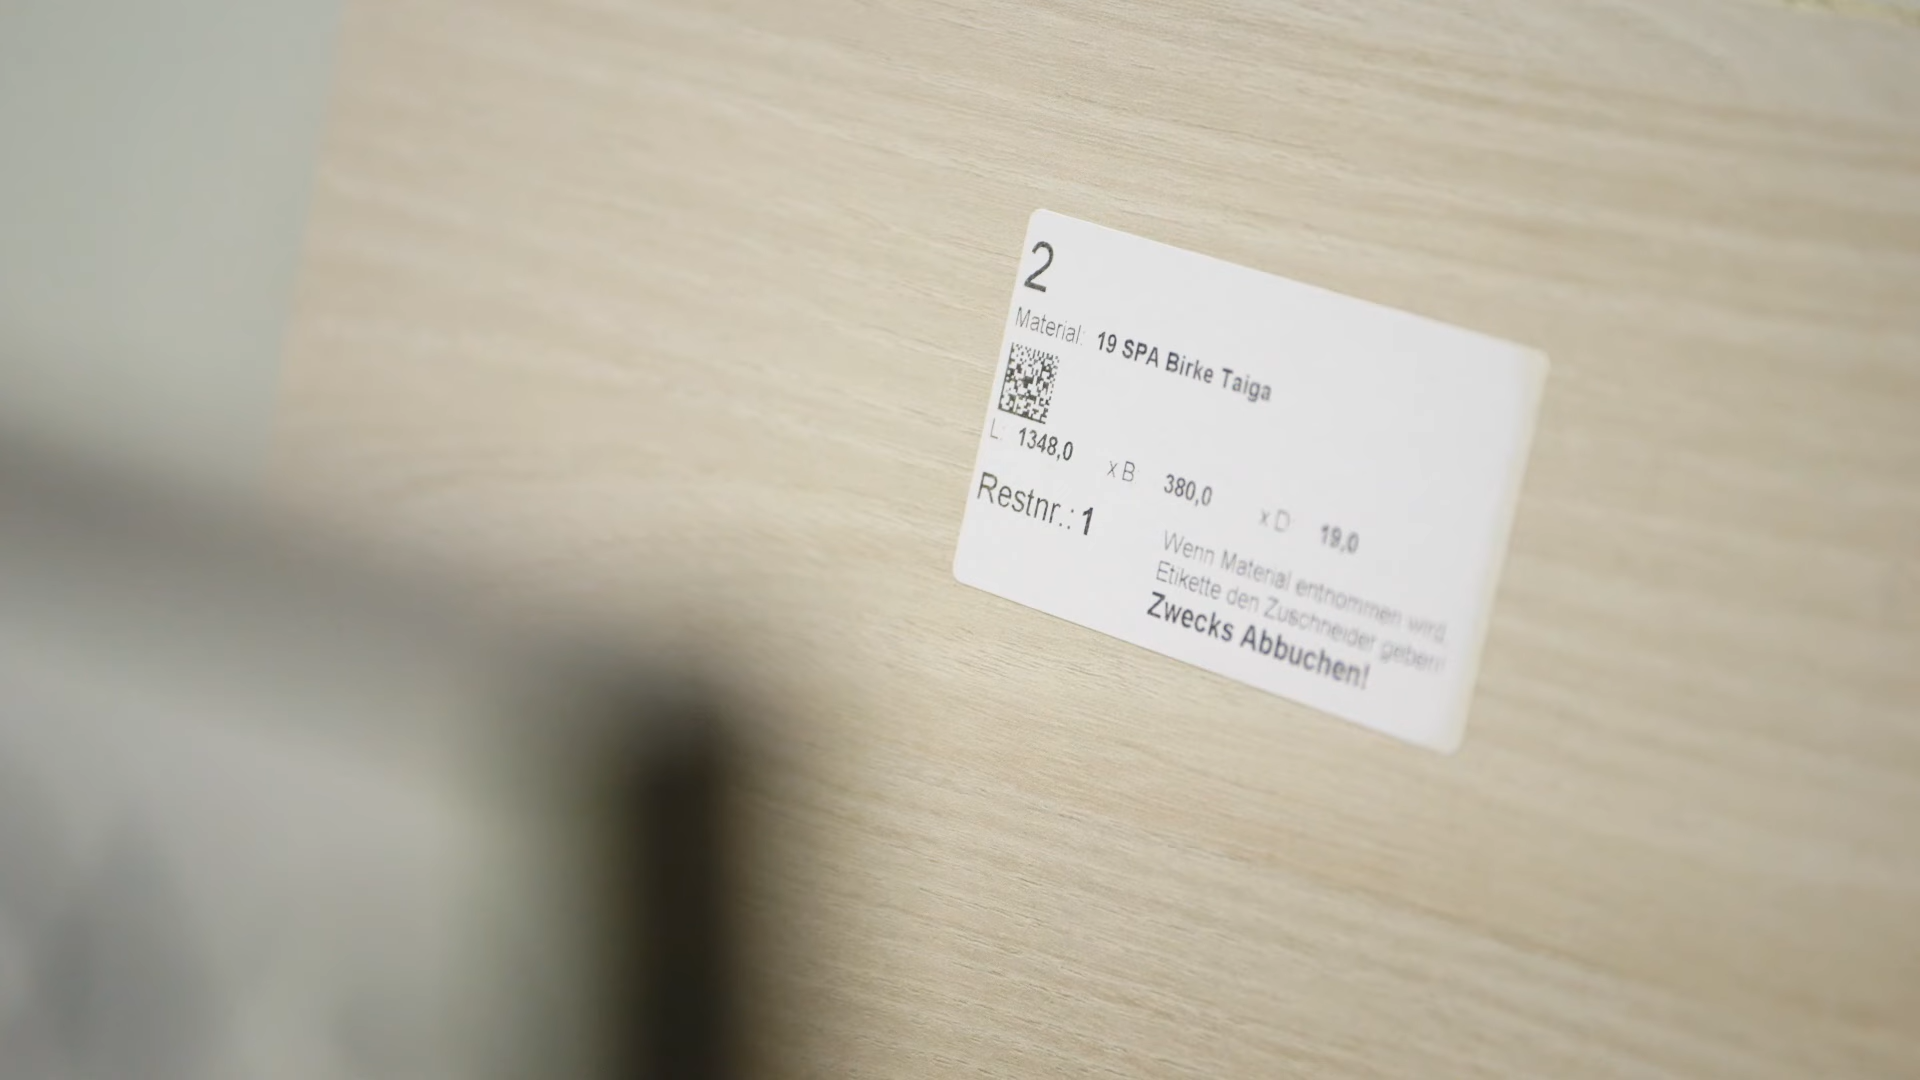 2
Material: 19 SPA Birke Taiga
L: 1348,0 x B 380,0 x D 19,0
Restnr.: 1
Wenn Material entnommen wird,
Etikette den Zuschneider geben!
Zwecks Abbuchen!